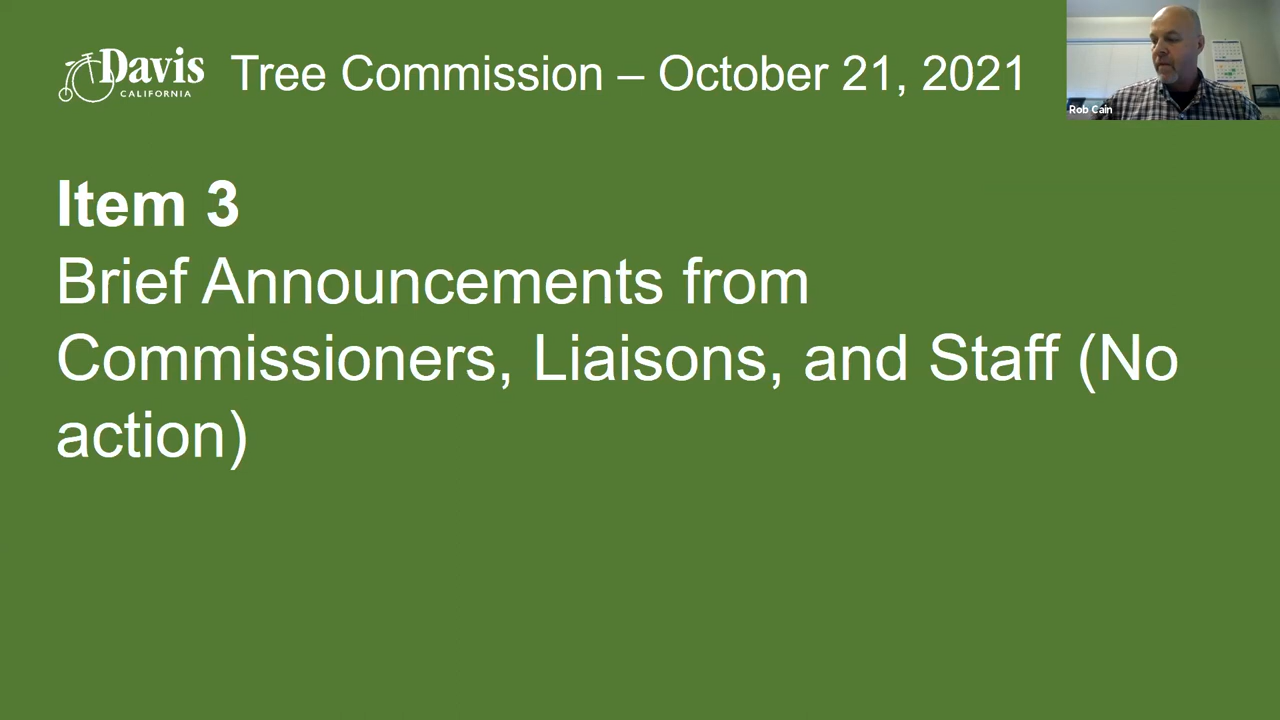 Davis
CALIFORNIA
Tree Commission – October 21, 2021
Rob Cain
Item 3
Brief Announcements from
Commissioners, Liaisons, and Staff (No
action)